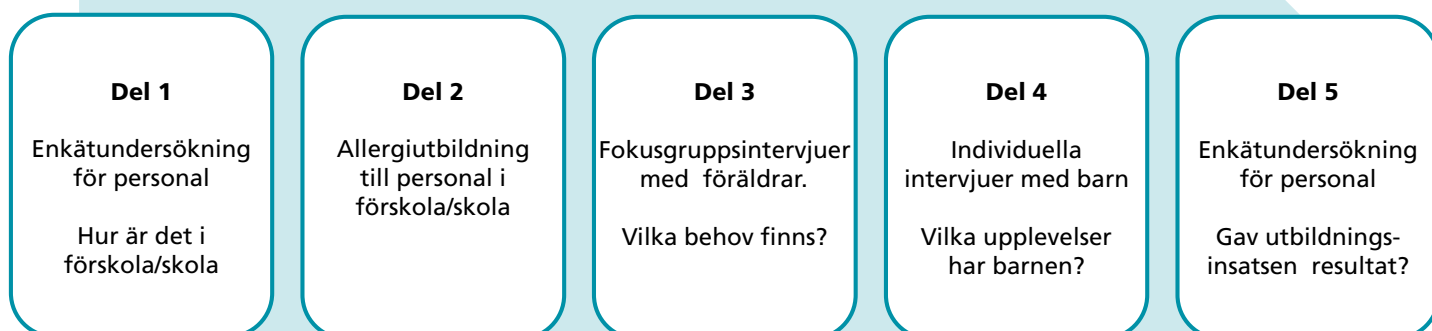 Del 1
Enkätundersökning
för personal
Hur är det i
förskola/skola
Del 2
Allergiutbildning
till personal i
förskola/skola
Del 3
Fokusgruppsintervjuer
med föräldrar.
Vilka behov finns?
Del 4
Individuella
intervjuer med barn
Vilka upplevelser
har barnen?
Del 5
Enkätundersökning
för personal
Gav utbildnings-
insatsen resultat?